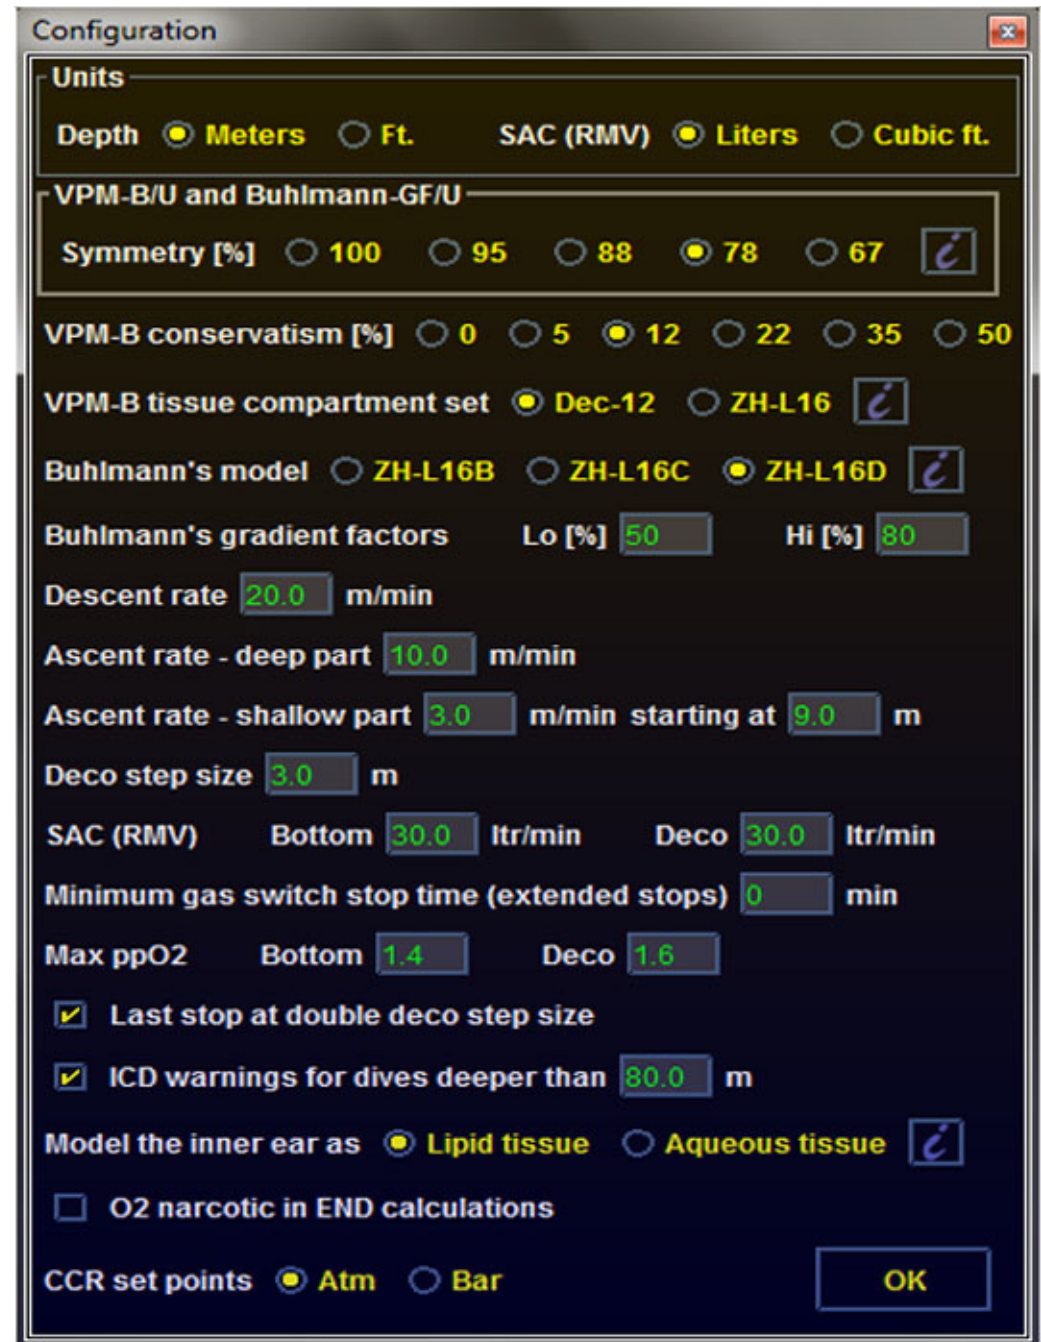 Configuration
Units
Depth Meters Ft. SAC (RMV) Liters Cubic ft.
VPM-B/U and Buhlmann-GF/U
Symmetry [%] 100 95 88 78 67 i
VPM-B conservatism [%] 0 5 12 22 35 50
VPM-B tissue compartment set Dec-12 ZH-L16 i
Buhlmann's model ZH-L16B ZH-L16C ZH-L16D i
Buhlmann's gradient factors Lo [%] 50 Hi [%] 80
Descent rate 20.0 m/min
Ascent rate - deep part 10.0 m/min
Ascent rate - shallow part 3.0 m/min starting at 9.0 m
Deco step size 3.0 m
SAC (RMV) Bottom 30.0 ltr/min Deco 30.0 ltr/min
Minimum gas switch stop time (extended stops) 0 min
Max ppO2 Bottom 1.4 Deco 1.6
Last stop at double deco step size
ICD warnings for dives deeper than 80.0 m
Model the inner ear as Lipid tissue Aqueous tissue i
O2 narcotic in END calculations
CCR set points Atm Bar OK